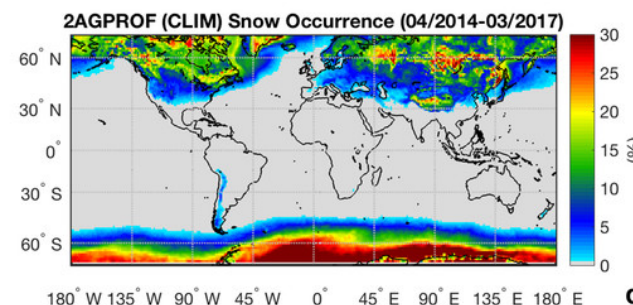 2AGPROF (CLIM) Snow Occurrence (04/2014-03/2017)
60° N
30° N
0°
30° S
60° S
180° W 135° W 90° W 45° W 0° 45° E 90° E 135° E 180° E
30
25
20
15
10
5
0
(%)